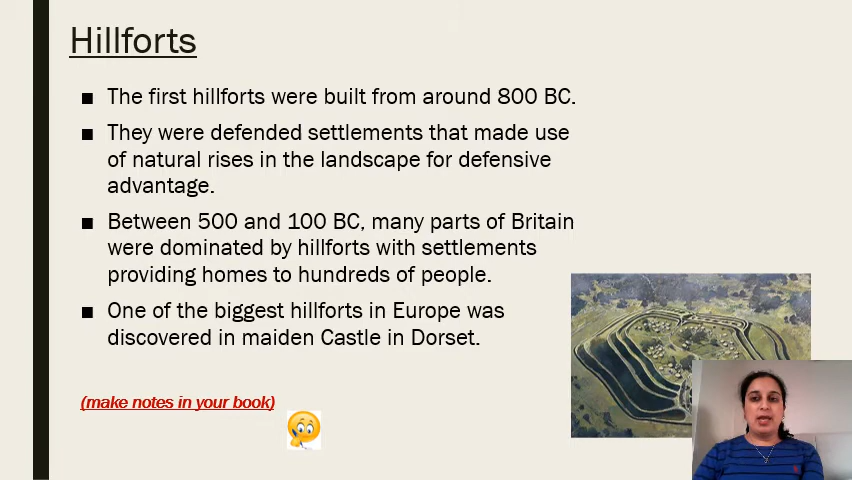 Hillforts
■ The first hillforts were built from around 800 BC.
■ They were defended settlements that made use
of natural rises in the landscape for defensive
advantage.
■ Between 500 and 100 BC, many parts of Britain
were dominated by hillforts with settlements
providing homes to hundreds of people.
■ One of the biggest hillforts in Europe was
discovered in maiden Castle in Dorset.
(make notes in your book)